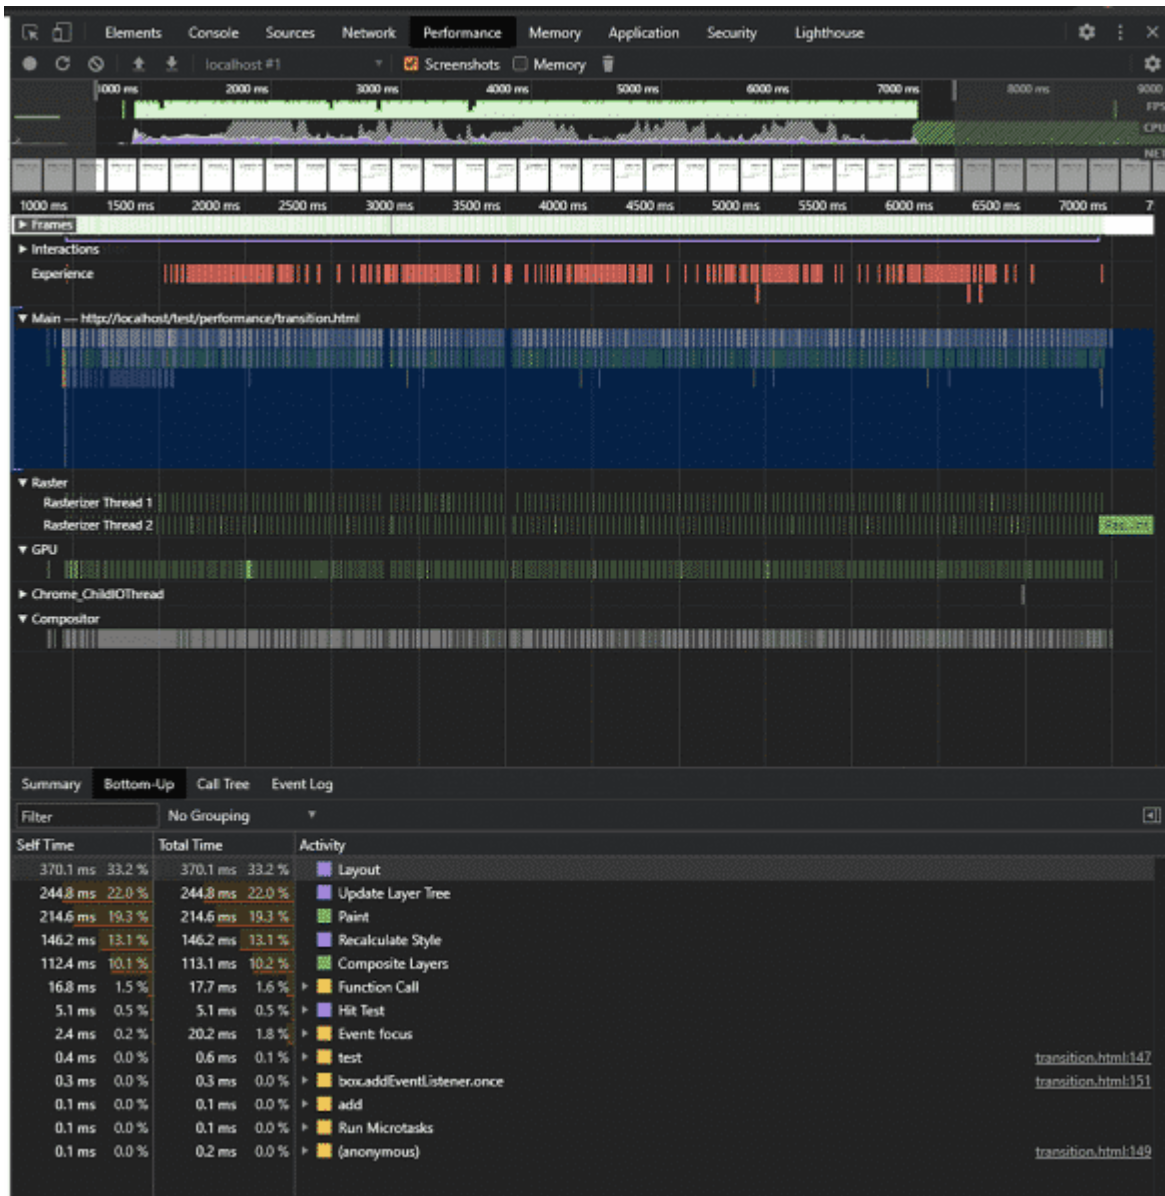 Elements Console Sources Network Performance Memory Application Security Lighthouse
localhost #1 Screenshots Memory
1000 ms 2000 ms 3000 ms 4000 ms 5000 ms 6000 ms 7000 ms 8000 ms 9000
FPS
CPU
NET
1000 ms 1500 ms 2000 ms 2500 ms 3000 ms 3500 ms 4000 ms 4500 ms 5000 ms 5500 ms 6000 ms 6500 ms 7000 ms 7
Frames
Interactions
Experience
Main — http://localhost/test/performance/transition.html
Raster
Rasterizer Thread 1
Rasterizer Thread 2
GPU
Chrome_ChildIOThread
Compositor
Summary Bottom-Up Call Tree Event Log
Filter No Grouping
Self Time Total Time Activity
370.1 ms 33.2 % 370.1 ms 33.2 % Layout
244.8 ms 22.0 % 244.8 ms 22.0 % Update Layer Tree
214.6 ms 19.3 % 214.6 ms 19.3 % Paint
146.2 ms 13.1 % 146.2 ms 13.1 % Recalculate Style
112.4 ms 10.1 % 113.1 ms 10.2 % Composite Layers
16.8 ms 1.5 % 17.7 ms 1.6 % Function Call
5.1 ms 0.5 % 5.1 ms 0.5 % Hit Test
2.4 ms 0.2 % 20.2 ms 1.8 % Event: focus
0.4 ms 0.0 % 0.6 ms 0.1 % test transition.html:147
0.3 ms 0.0 % 0.3 ms 0.0 % box.addEventListener.once transition.html:151
0.1 ms 0.0 % 0.1 ms 0.0 % add
0.1 ms 0.0 % 0.1 ms 0.0 % Run Microtasks
0.1 ms 0.0 % 0.2 ms 0.0 % (anonymous) transition.html:149